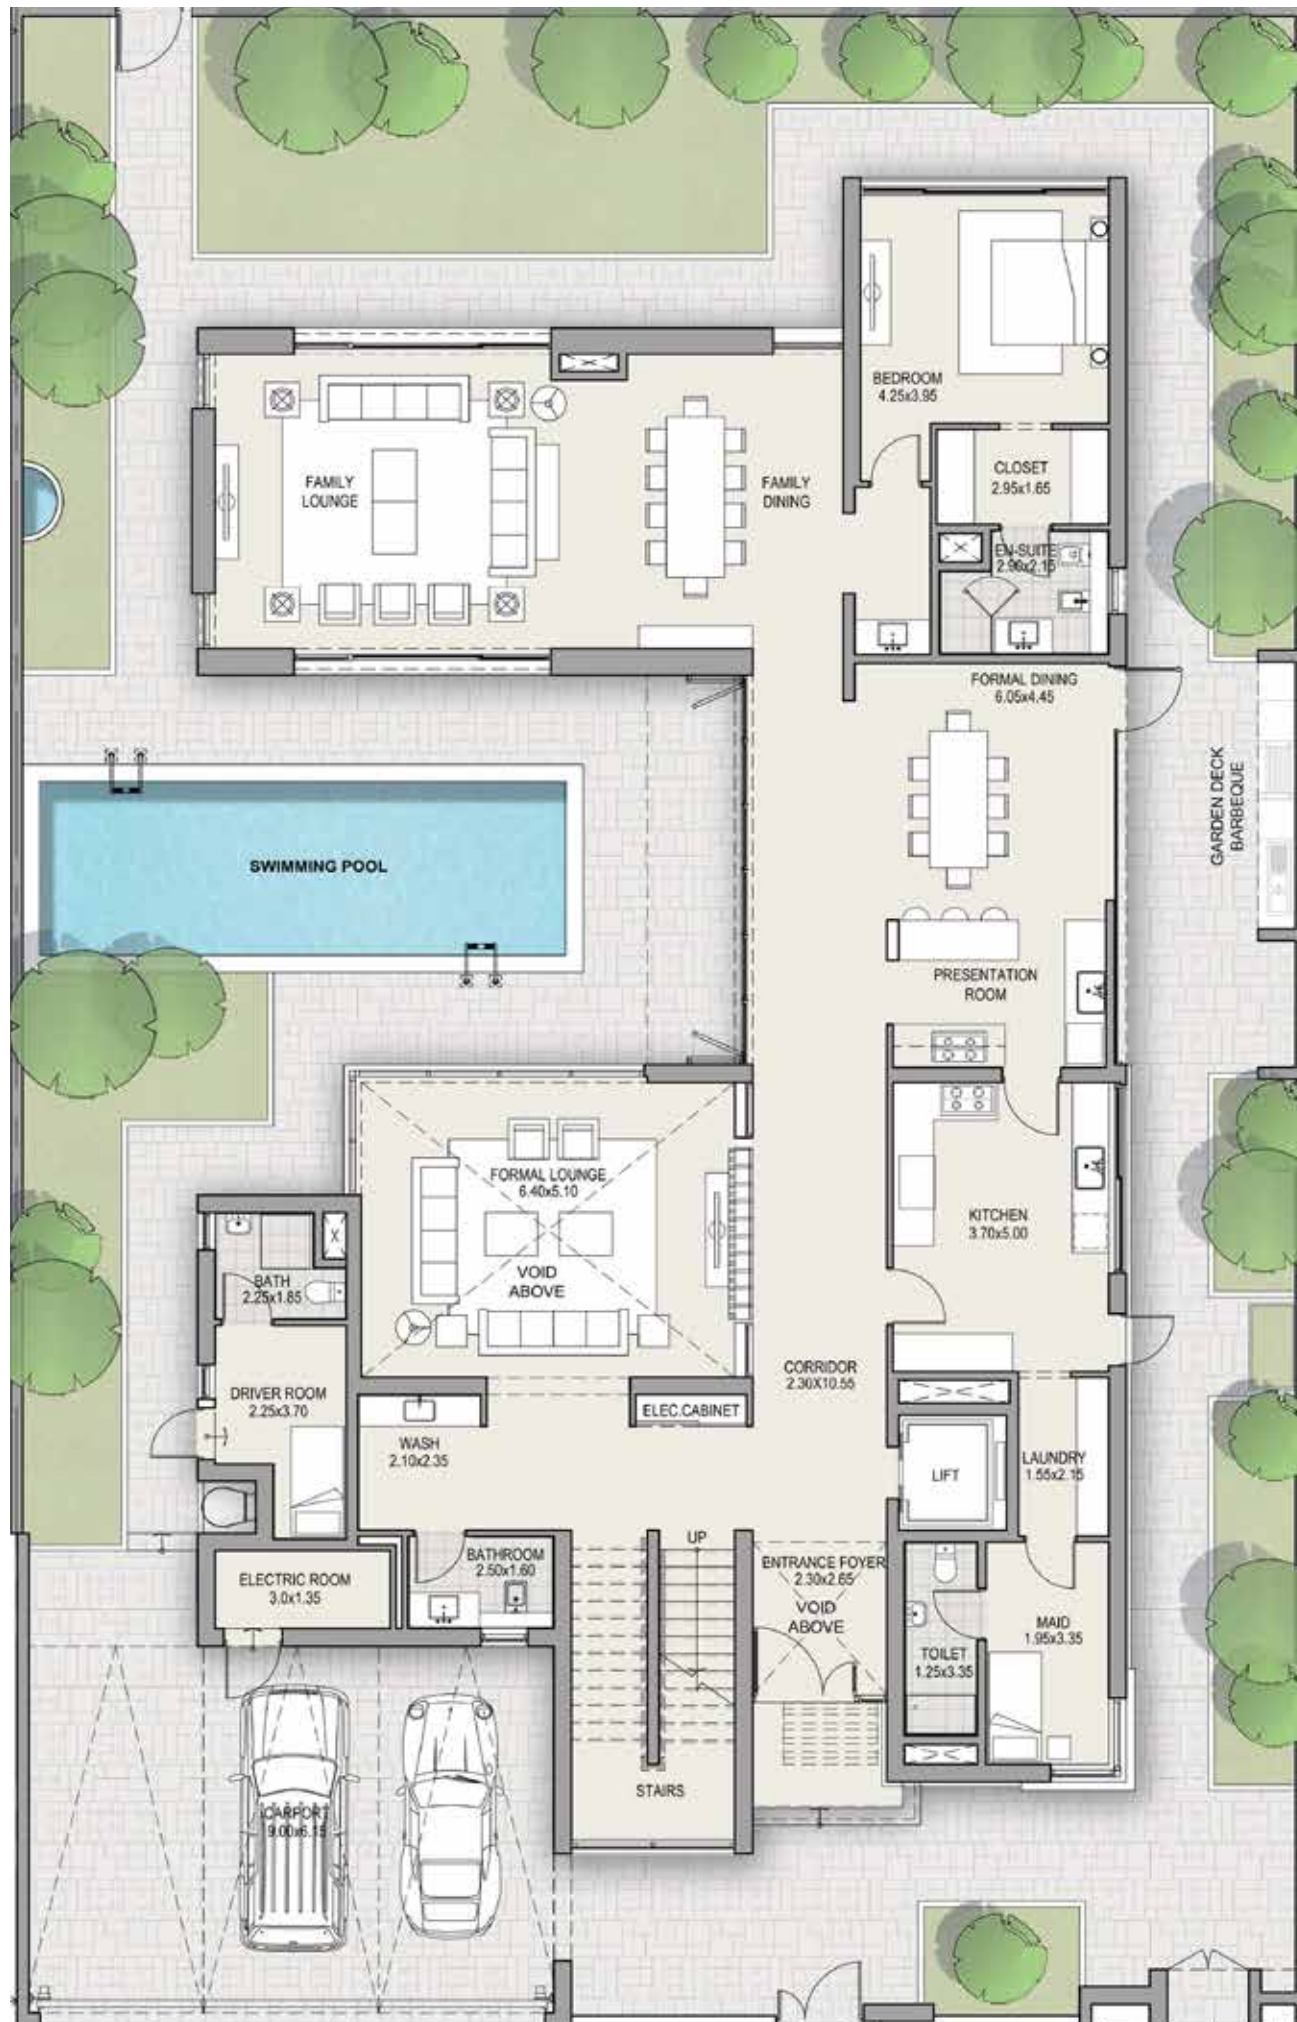 BEDROOM
4.25x3.95
FAMILY
LOUNGE
FAMILY
DINING
CLOSET
2.95x1.65
EN-SUITE
2.90x2.15
FORMAL DINING
6.05x4.45
GARDEN DECK
BARBEQUE
SWIMMING POOL
PRESENTATION
ROOM
FORMAL LOUNGE
6.40x5.10
VOID
ABOVE
KITCHEN
3.70x5.00
BATH
2.25x1.85
CORRIDOR
2.30X10.55
DRIVER ROOM
2.25x3.70
ELEC.CABINET
WASH
2.10x2.35
LIFT
LAUNDRY
1.55x2.15
UP
BATHROOM
2.50x1.60
ENTRANCE FOYER
2.30x2.65
VOID
ABOVE
ELECTRIC ROOM
3.0x1.35
MAID
1.95x3.35
TOILET
1.25x3.35
STAIRS
CARPORT
9.00x6.15